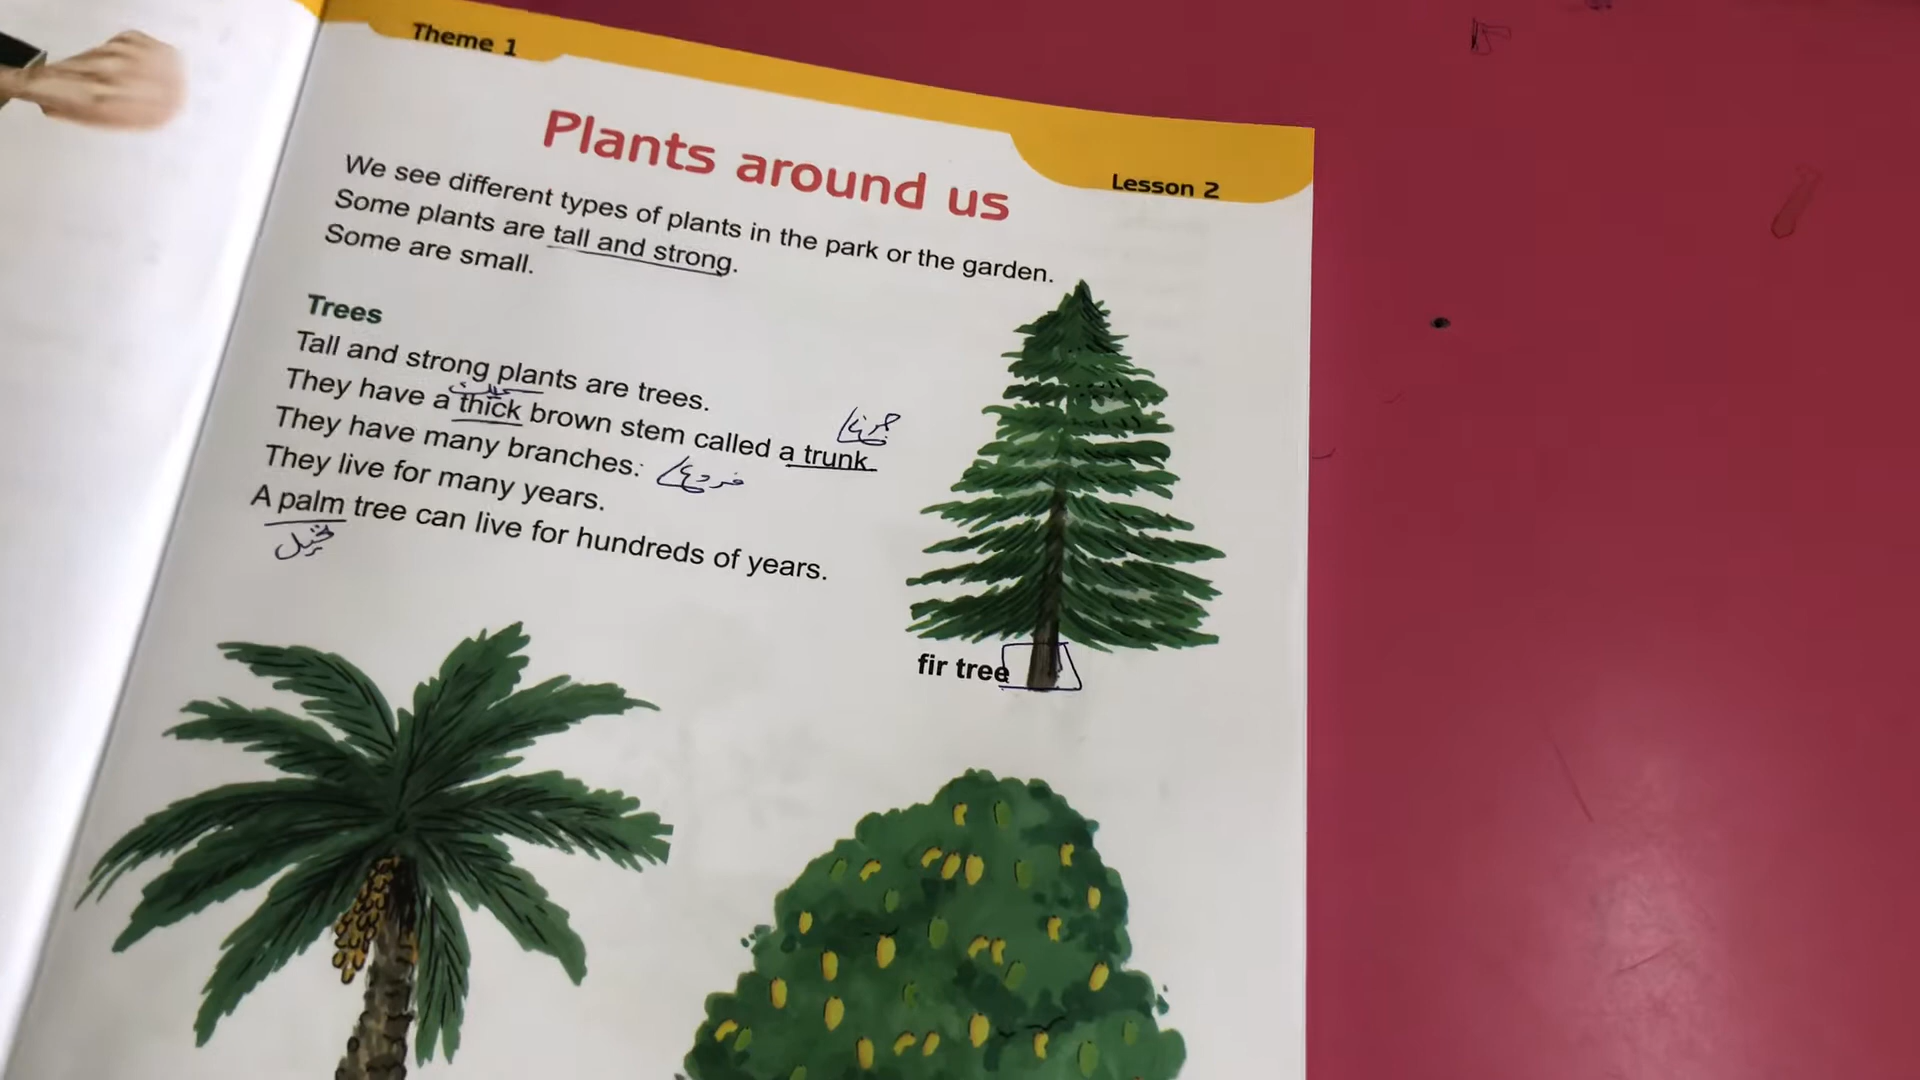 Theme 1
Lesson 2
Plants around us
We see different types of plants in the park or the garden.
Some plants are tall and strong.
Some are small.
Trees
Tall and strong plants are trees.
They have a thick brown stem called a trunk
They have many branches.
They live for many years.
A palm tree can live for hundreds of years.
نخيل
fir tree